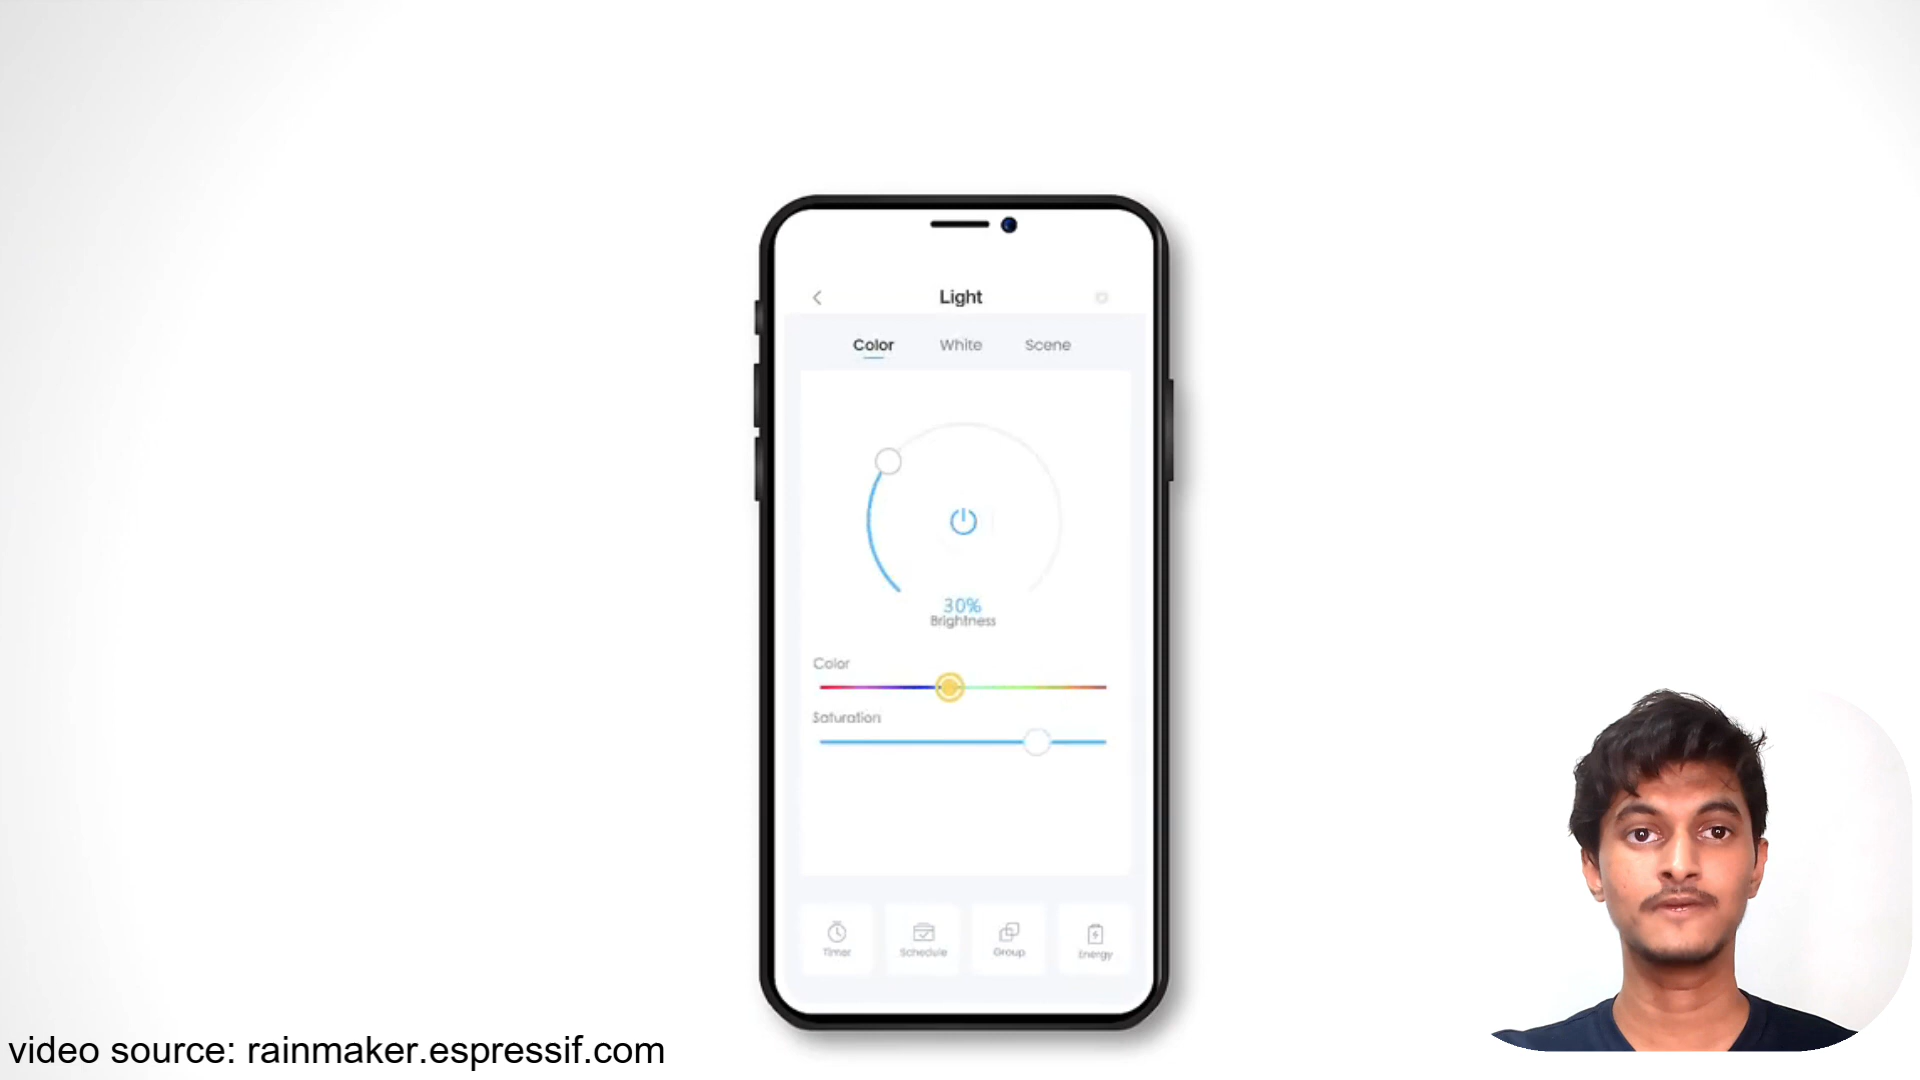 Light
Color White Scene
30%
Brightness
Color
Saturation
Timer Schedule Group Energy
video source: rainmaker.espressif.com